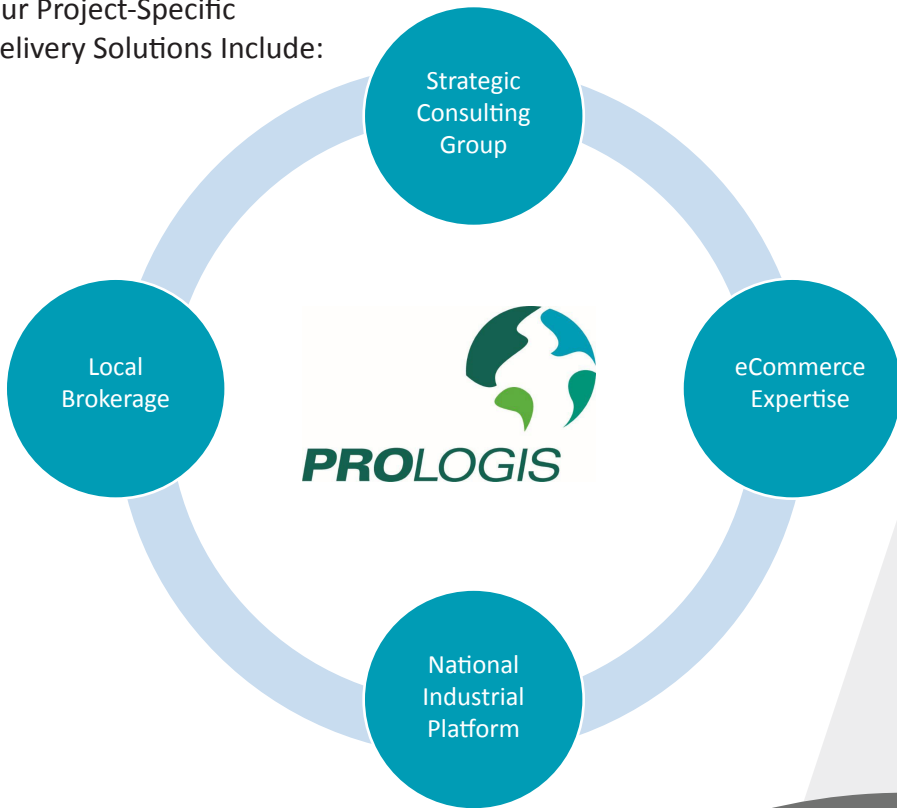 ur Project-Specific
elivery Solutions Include:
Strategic
Consulting
Group
Local
Brokerage
eCommerce
Expertise
PROLOGIS
National
Industrial
Platform